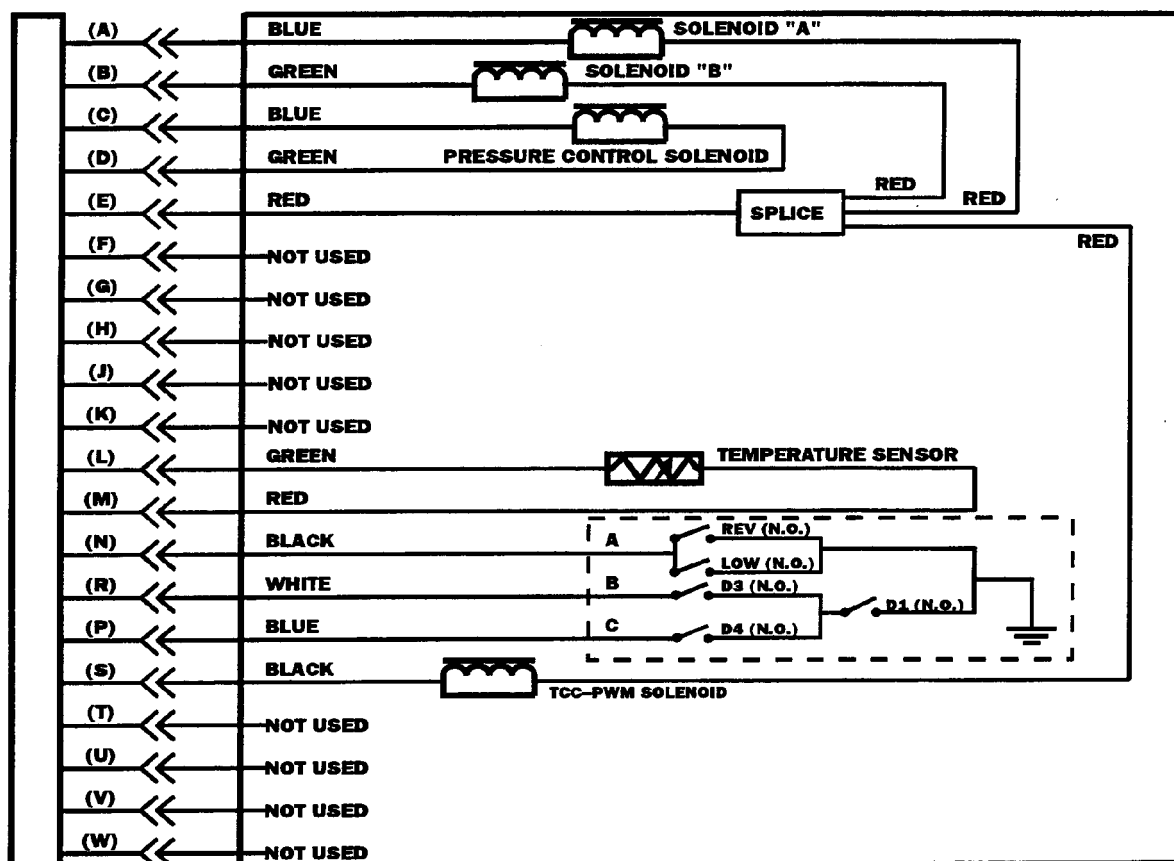 (A) BLUE SOLENOID "A"
(B) GREEN SOLENOID "B"
(C) BLUE
(D) GREEN PRESSURE CONTROL SOLENOID
RED
(E) RED SPLICE RED
RED
(F) NOT USED
(G) NOT USED
(H) NOT USED
(J) NOT USED
(K) NOT USED
(L) GREEN TEMPERATURE SENSOR
(M) RED
REV (N.O.)
(N) BLACK A
LOW (N.O.)
(R) WHITE B D3 (N.O.)
D1 (N.O.)
(P) BLUE C D4 (N.O.)
(S) BLACK
TCC–PWM SOLENOID
(T) NOT USED
(U) NOT USED
(V) NOT USED
(W) NOT USED